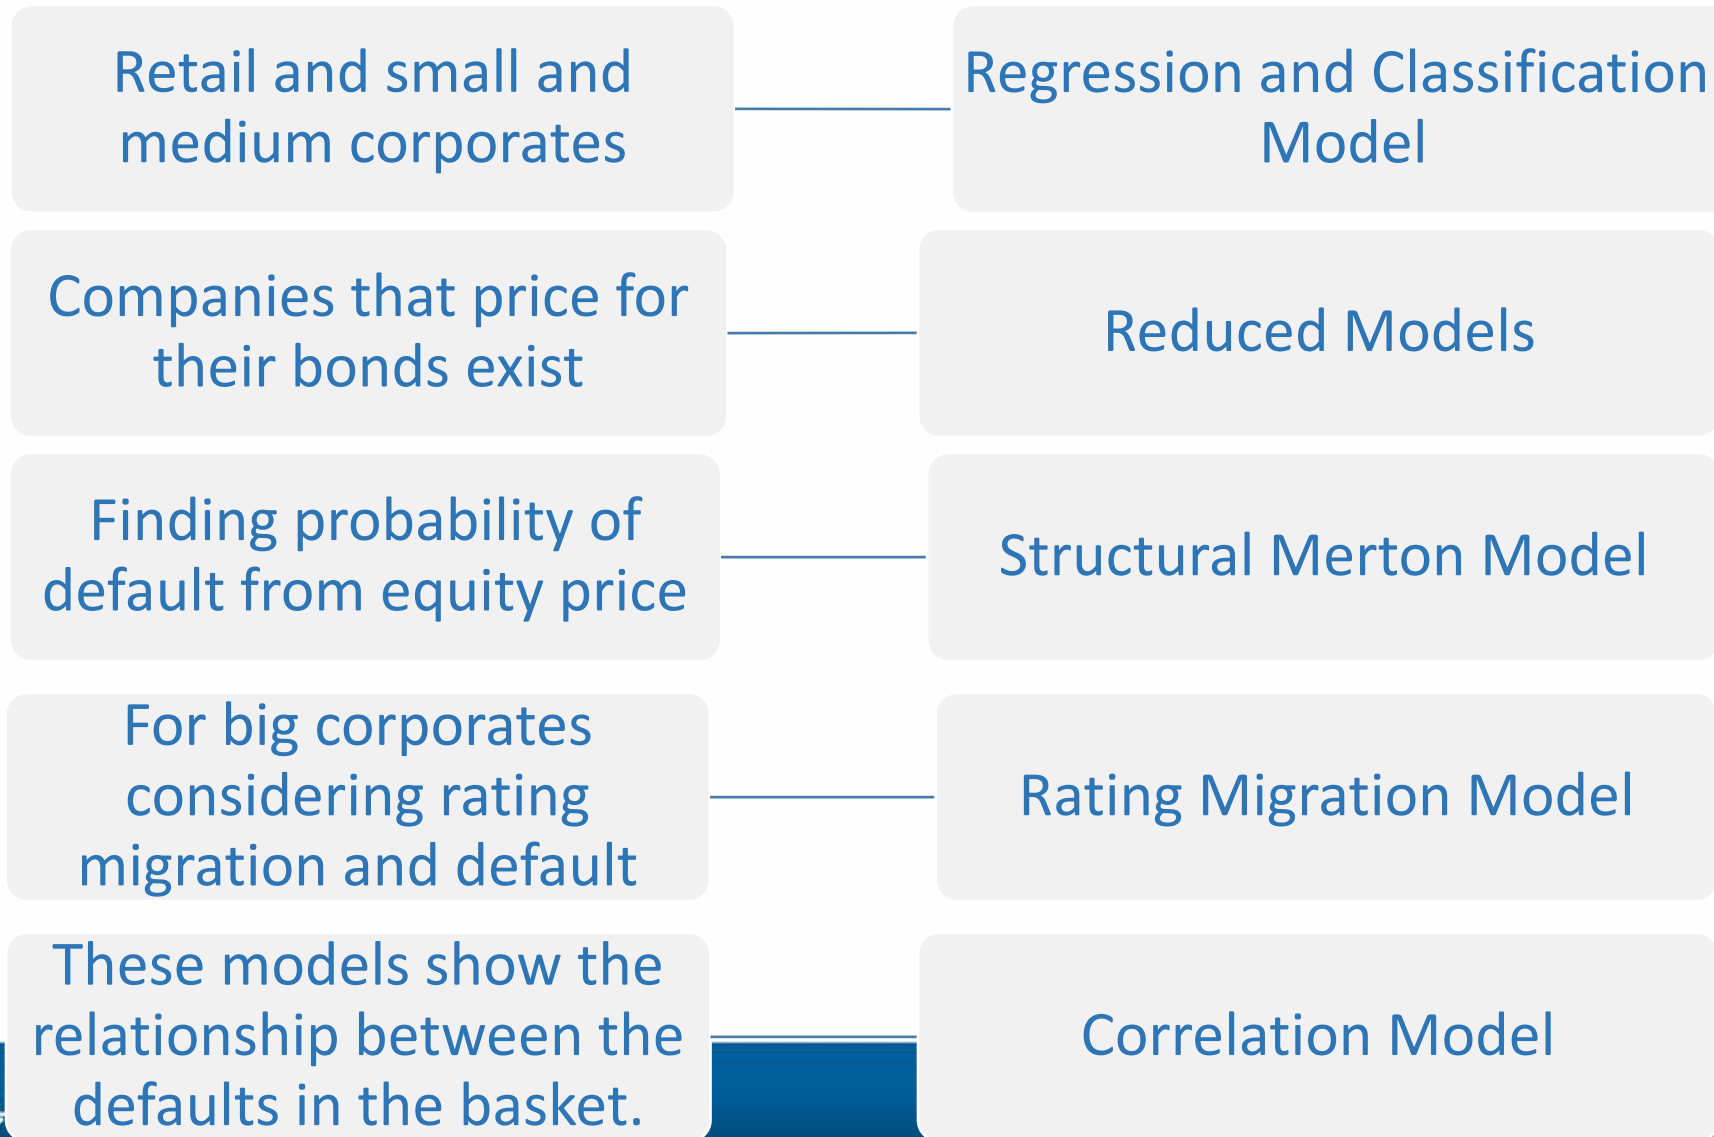 Retail and small and
medium corporates
Regression and Classification
Model
Companies that price for
their bonds exist
Reduced Models
Finding probability of
default from equity price
Structural Merton Model
For big corporates
considering rating
migration and default
Rating Migration Model
These models show the
relationship between the
defaults in the basket.
Correlation Model